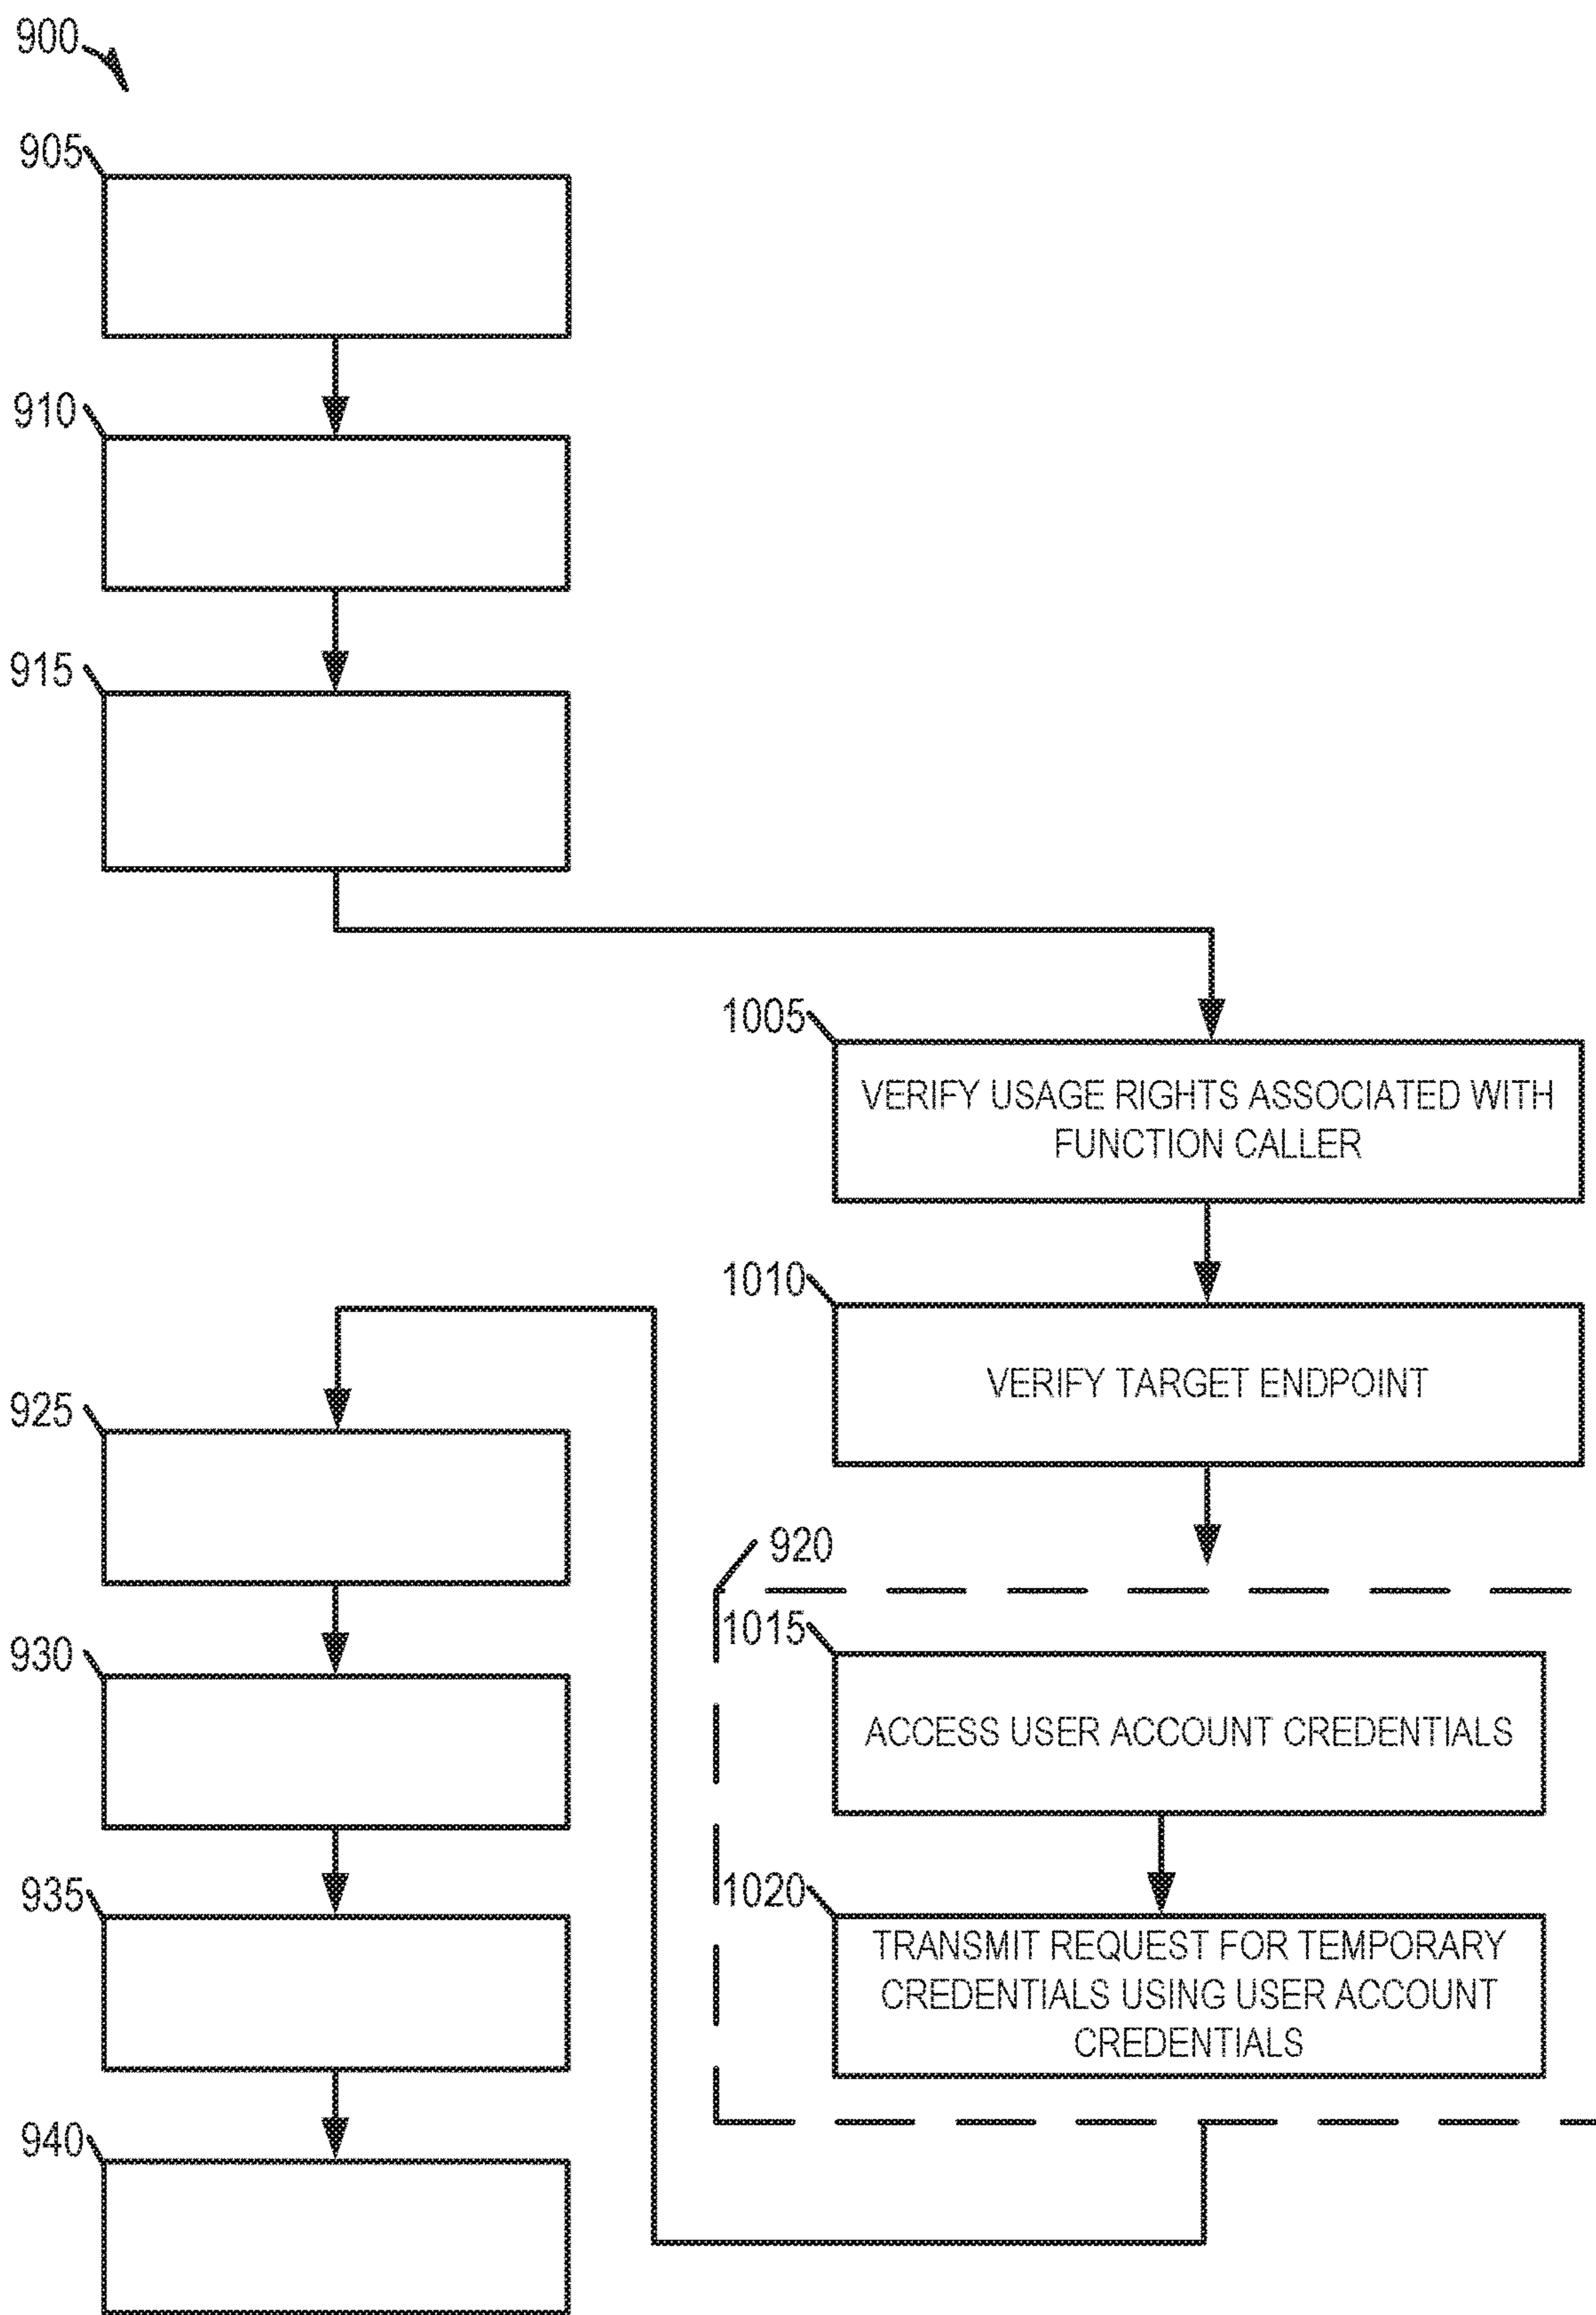 900
905
910
915
1005
VERIFY USAGE RIGHTS ASSOCIATED WITH
FUNCTION CALLER
1010
VERIFY TARGET ENDPOINT
925
920
1015
ACCESS USER ACCOUNT CREDENTIALS
930
1020
TRANSMIT REQUEST FOR TEMPORARY
CREDENTIALS USING USER ACCOUNT
CREDENTIALS
935
940